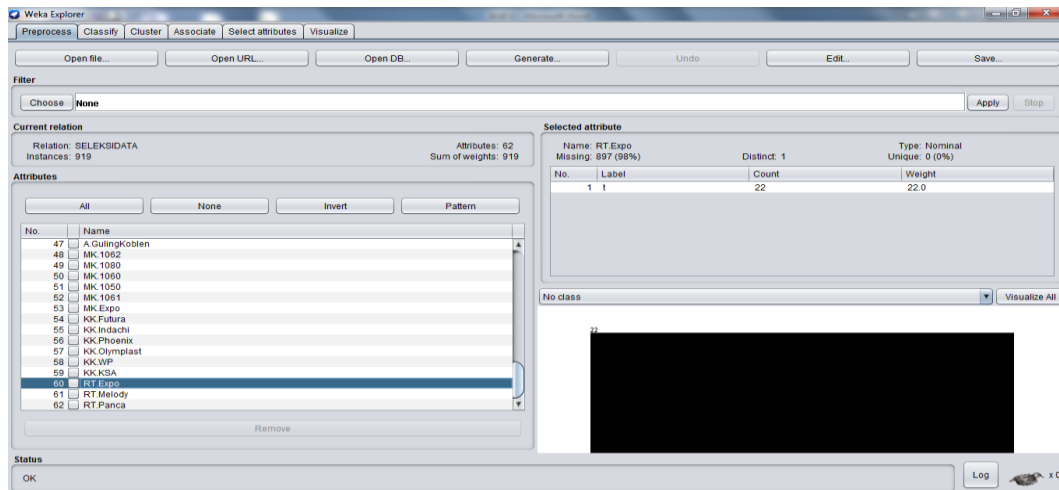 Weka Explorer
Preprocess Classify Cluster Associate Select attributes Visualize
Open file... Open URL... Open DB... Generate... Undo Edit... Save...
Filter
Choose None Apply Stop
Current relation
Relation: SELEKSIDATA Attributes: 62
Instances: 919 Sum of weights: 919
Attributes
All None Invert Pattern
No. Name
47 A.GulingKoblen
48 MK.1062
49 MK.1080
50 MK.1060
51 MK.1050
52 MK.1061
53 MK.Expo
54 KK.Futura
55 KK.Indachi
56 KK.Phoenix
57 KK.Olymplast
58 KK.WP
59 KK.KSA
60 RT.Expo
61 RT.Melody
62 RT.Panca
Remove
Selected attribute
Name: RT.Expo Type: Nominal
Missing: 897 (98%) Distinct: 1 Unique: 0 (0%)
No. Label Count Weight
1 t 22 22.0
No class Visualize All
22
Status
OK Log x 0